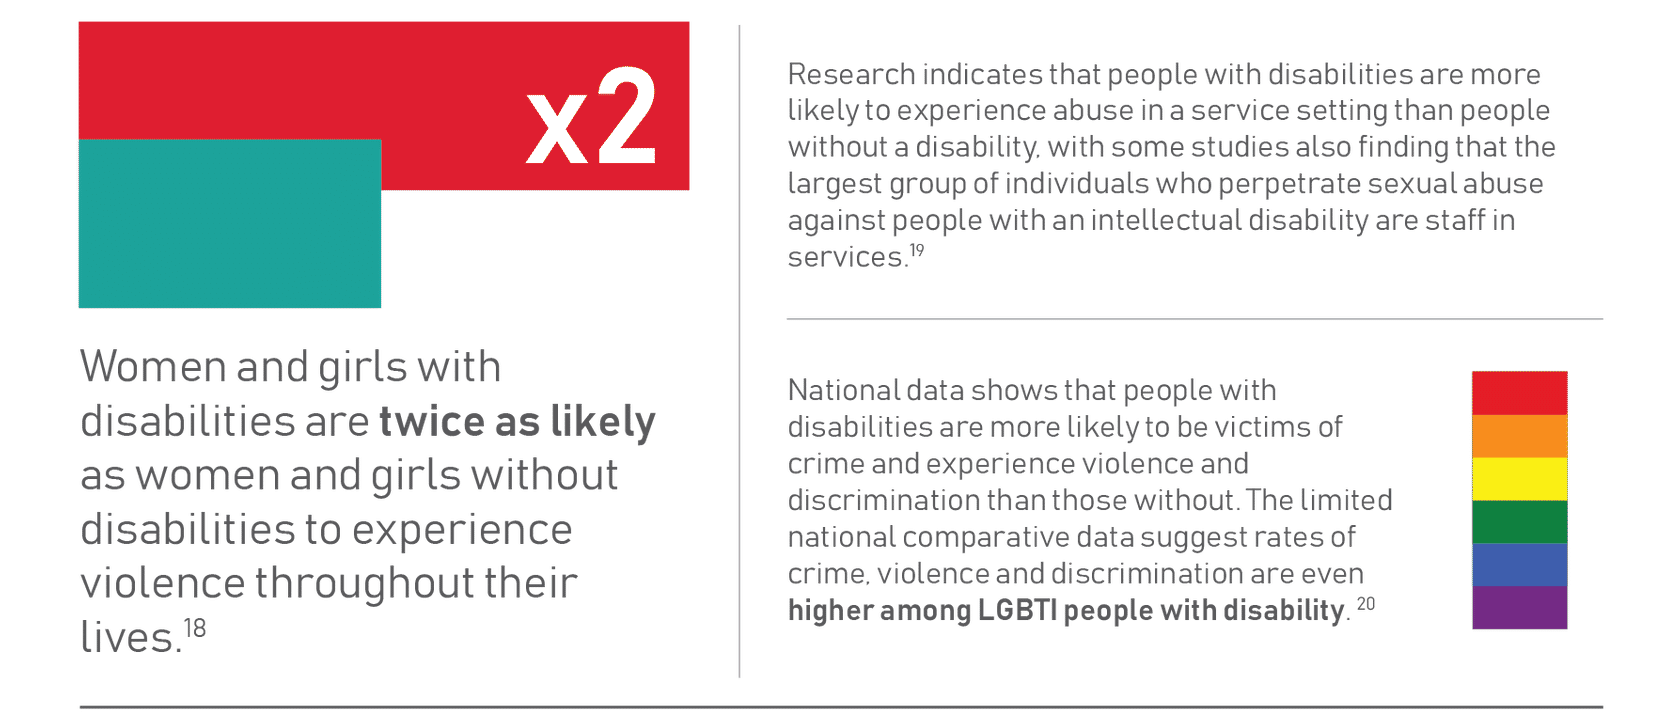 x2
Women and girls with
disabilities are twice as likely
as women and girls without
disabilities to experience
violence throughout their
lives.18
Research indicates that people with disabilities are more
likely to experience abuse in a service setting than people
without a disability, with some studies also finding that the
largest group of individuals who perpetrate sexual abuse
against people with an intellectual disability are staff in
services.19
National data shows that people with
disabilities are more likely to be victims of
crime and experience violence and
discrimination than those without. The limited
national comparative data suggest rates of
crime, violence and discrimination are even
higher among LGBTI people with disability. 20